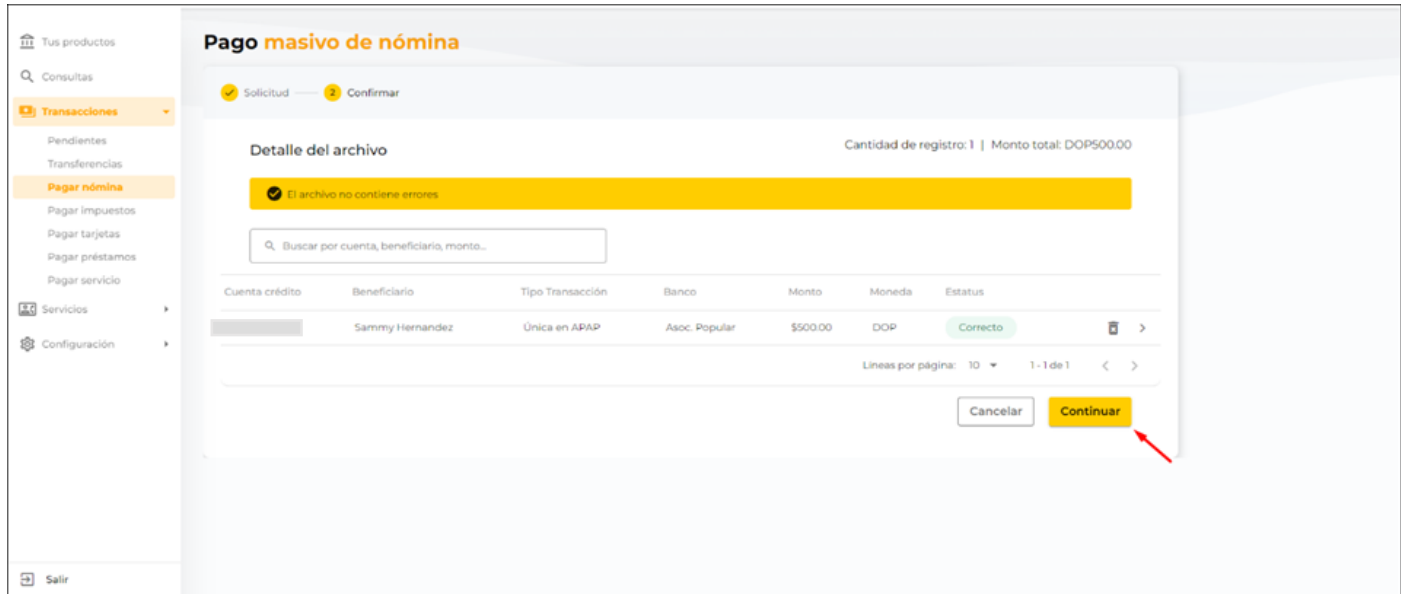 Tus productos
Consultas
Transacciones
Pendientes
Transferencias
Pagar nómina
Pagar impuestos
Pagar tarjetas
Pagar préstamos
Pagar servicio
Servicios
Configuración
Salir
Pago masivo de nómina
Solicitud 2 Confirmar
Detalle del archivo
Cantidad de registro: 1 | Monto total: DOP500.00
El archivo no contiene errores
Buscar por cuenta, beneficiario, monto...
Cuenta crédito Beneficiario Tipo Transacción Banco Monto Moneda Estatus
Sammy Hernandez Única en APAP Asoc. Popular $500.00 DOP Correcto
Líneas por página: 10 1 - 1 de 1
Cancelar Continuar